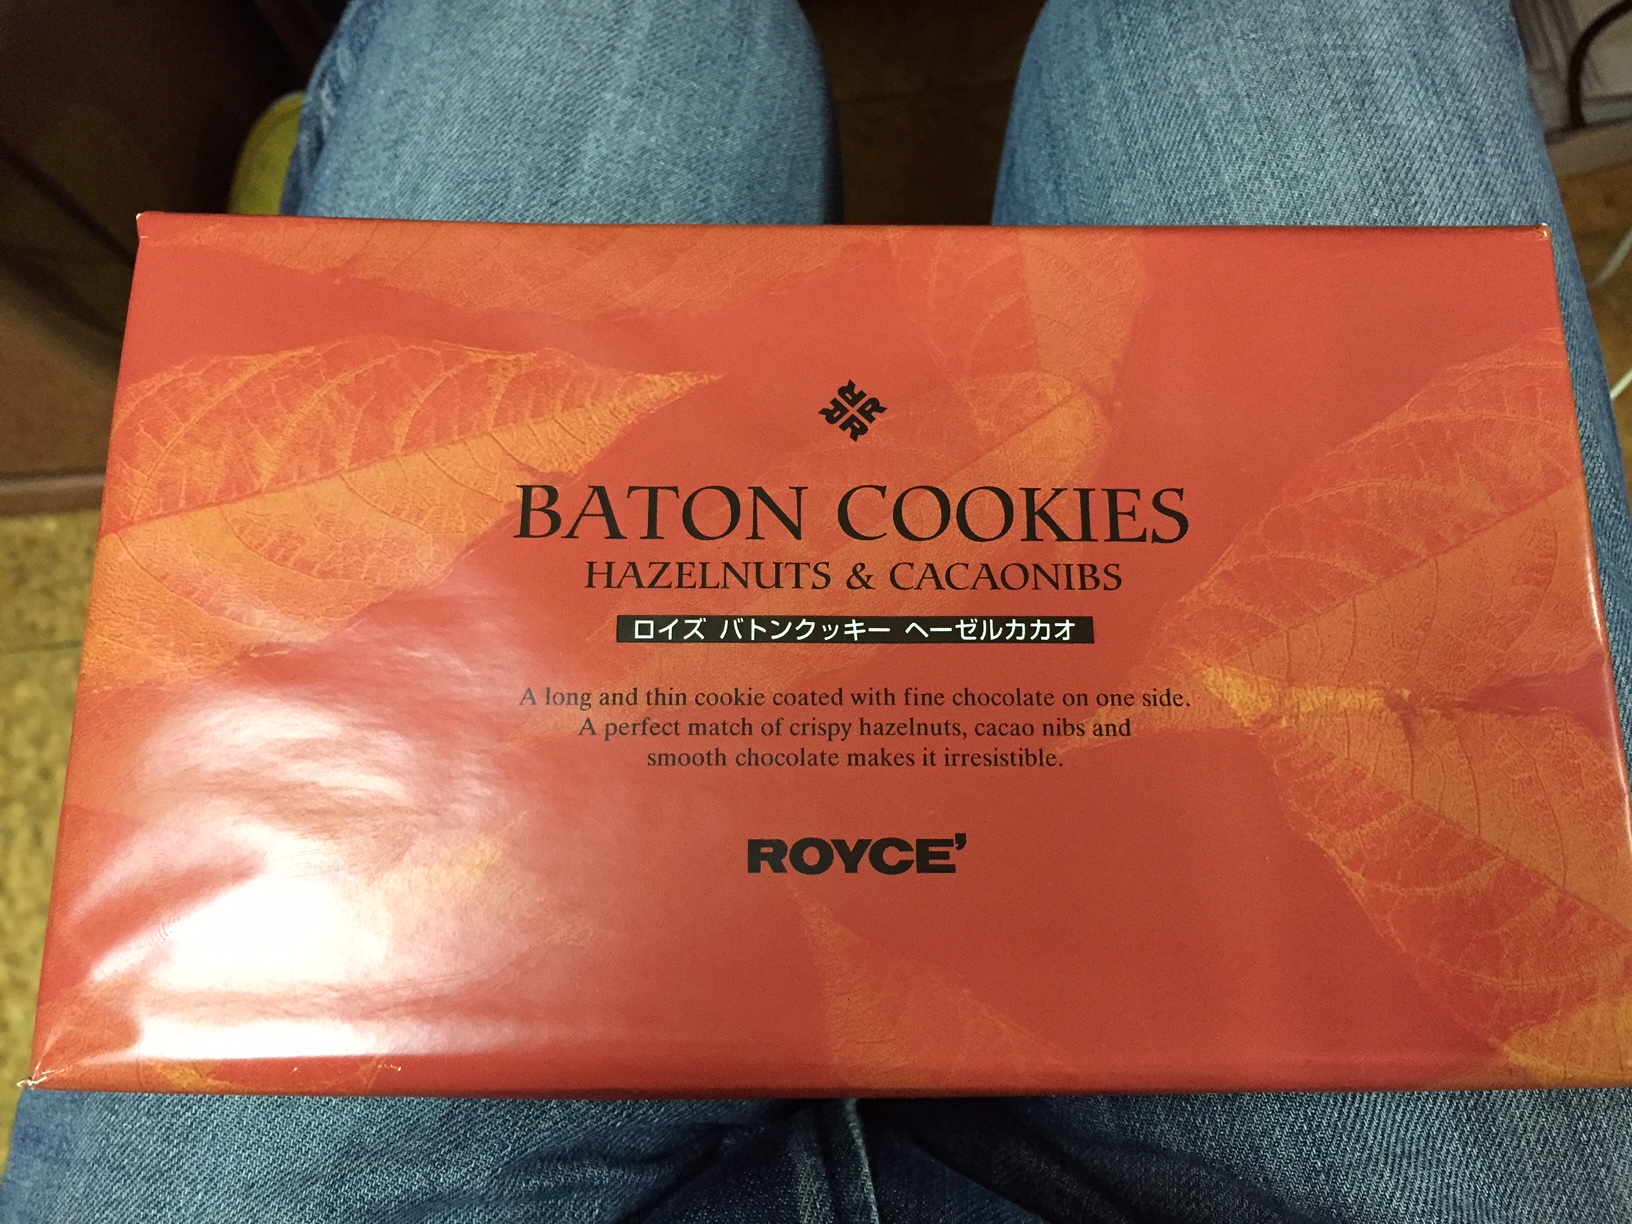 BATON COOKIES
HAZELNUTS & CACAONIBS
ロイズ バトンクッキー ヘーゼルカカオ
A long and thin cookie coated with fine chocolate on one side.
A perfect match of crispy hazelnuts, cacao nibs and
smooth chocolate makes it irresistible.
ROYCE'